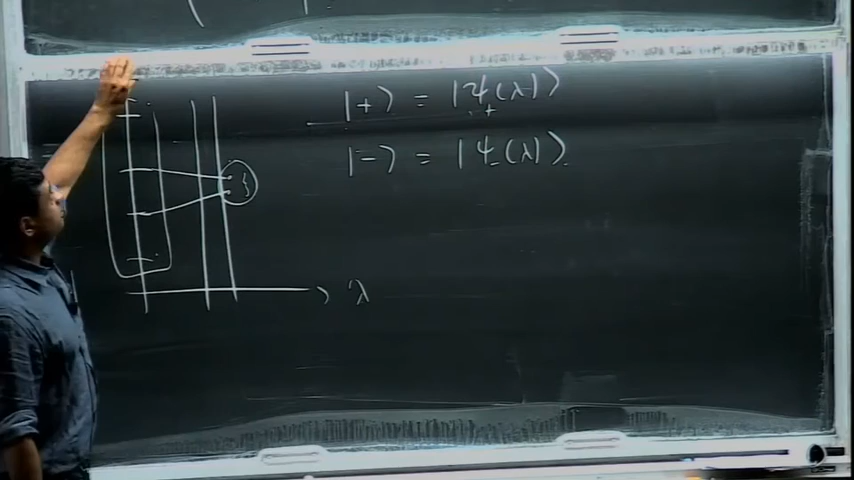 |+⟩ = |ψ₊(λ)⟩
|−⟩ = |ψ₋(λ)⟩
λ